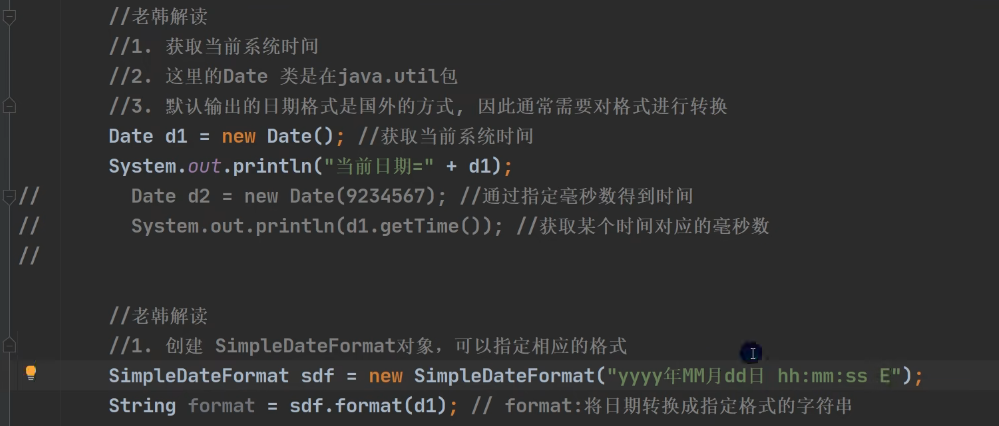 //老韩解读
//1. 获取当前系统时间
//2. 这里的Date 类是在java.util包
//3. 默认输出的日期格式是国外的方式, 因此通常需要对格式进行转换
Date d1 = new Date(); //获取当前系统时间
System.out.println("当前日期=" + d1);
//        Date d2 = new Date(9234567); //通过指定毫秒数得到时间
//        System.out.println(d1.getTime()); //获取某个时间对应的毫秒数
//
//老韩解读
//1. 创建 SimpleDateFormat对象，可以指定相应的格式
SimpleDateFormat sdf = new SimpleDateFormat("yyyy年MM月dd日 hh:mm:ss E");
String format = sdf.format(d1); // format:将日期转换成指定格式的字符串